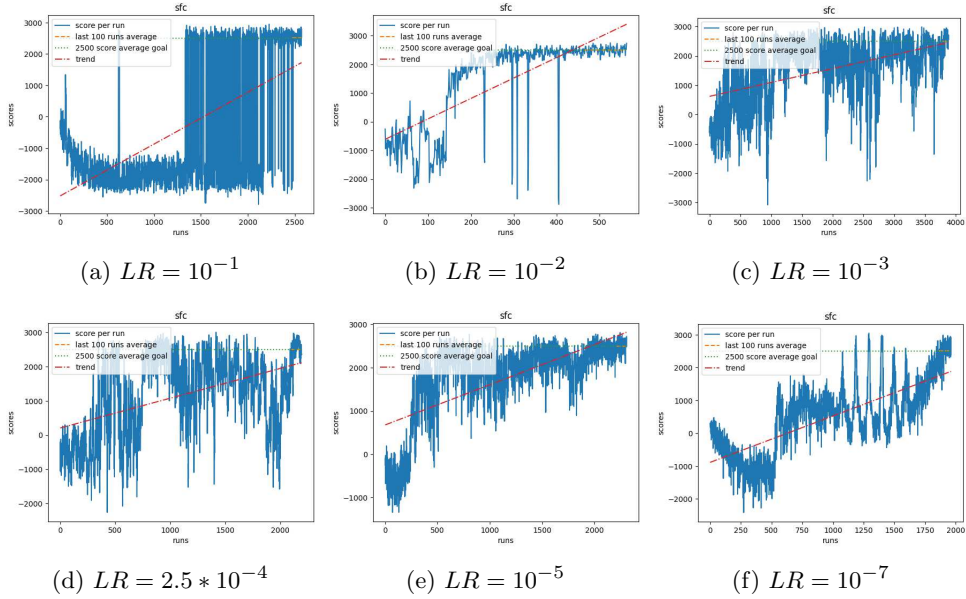 sfc
score per run
last 100 runs average
2500 score average goal
trend
scores
3000
2000
1000
0
−1000
−2000
−3000
0 500 1000 1500 2000 2500
runs
(a) LR = 10⁻¹
sfc
score per run
last 100 runs average
2500 score average goal
trend
scores
3000
2000
1000
0
−1000
−2000
−3000
0 100 200 300 400 500
runs
(b) LR = 10⁻²
sfc
score per run
last 100 runs average
2500 score average goal
trend
scores
3000
2000
1000
0
−1000
−2000
−3000
0 500 1000 1500 2000 2500 3000 3500 4000
runs
(c) LR = 10⁻³
sfc
score per run
last 100 runs average
2500 score average goal
trend
scores
3000
2000
1000
0
−1000
−2000
0 500 1000 1500 2000
runs
(d) LR = 2.5 * 10⁻⁴
sfc
score per run
last 100 runs average
2500 score average goal
trend
scores
3000
2000
1000
0
−1000
0 500 1000 1500 2000
runs
(e) LR = 10⁻⁵
sfc
score per run
last 100 runs average
2500 score average goal
trend
scores
3000
2000
1000
0
−1000
−2000
0 250 500 750 1000 1250 1500 1750 2000
runs
(f) LR = 10⁻⁷